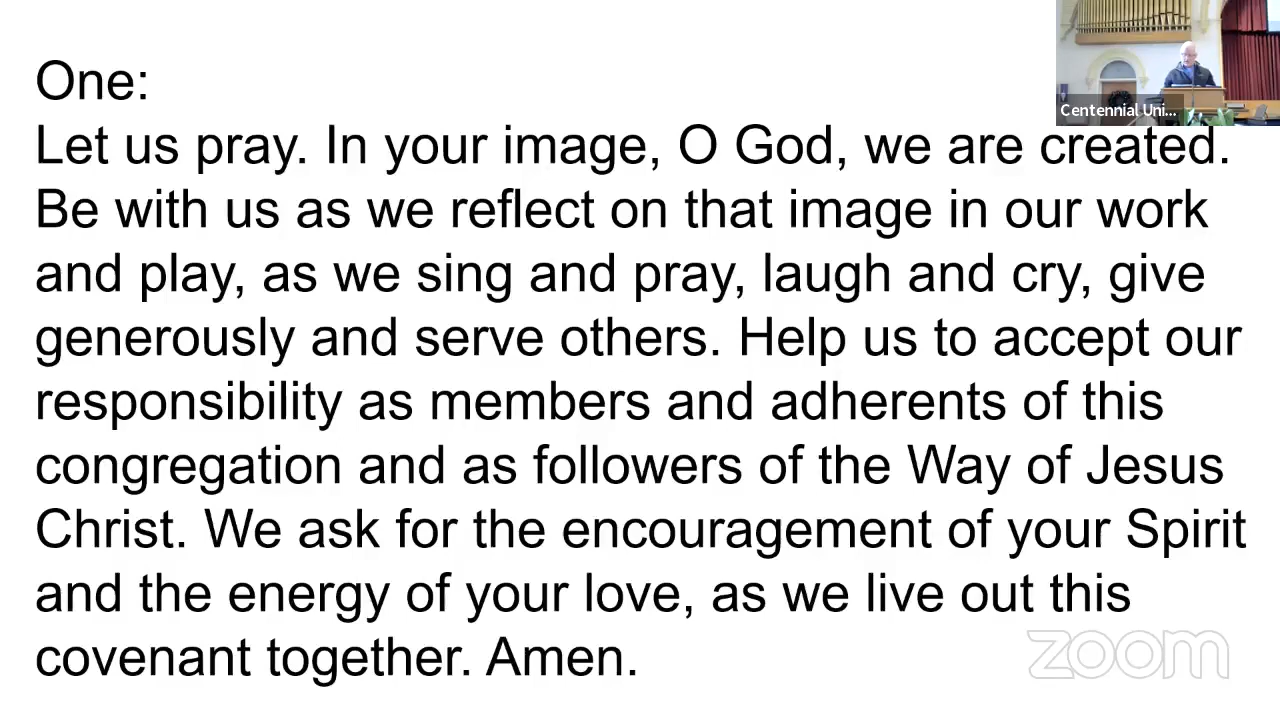 One:
Let us pray. In your image, O God, we are created.
Be with us as we reflect on that image in our work
and play, as we sing and pray, laugh and cry, give
generously and serve others. Help us to accept our
responsibility as members and adherents of this
congregation and as followers of the Way of Jesus
Christ. We ask for the encouragement of your Spirit
and the energy of your love, as we live out this
covenant together. Amen.
Centennial Uni...
zoom